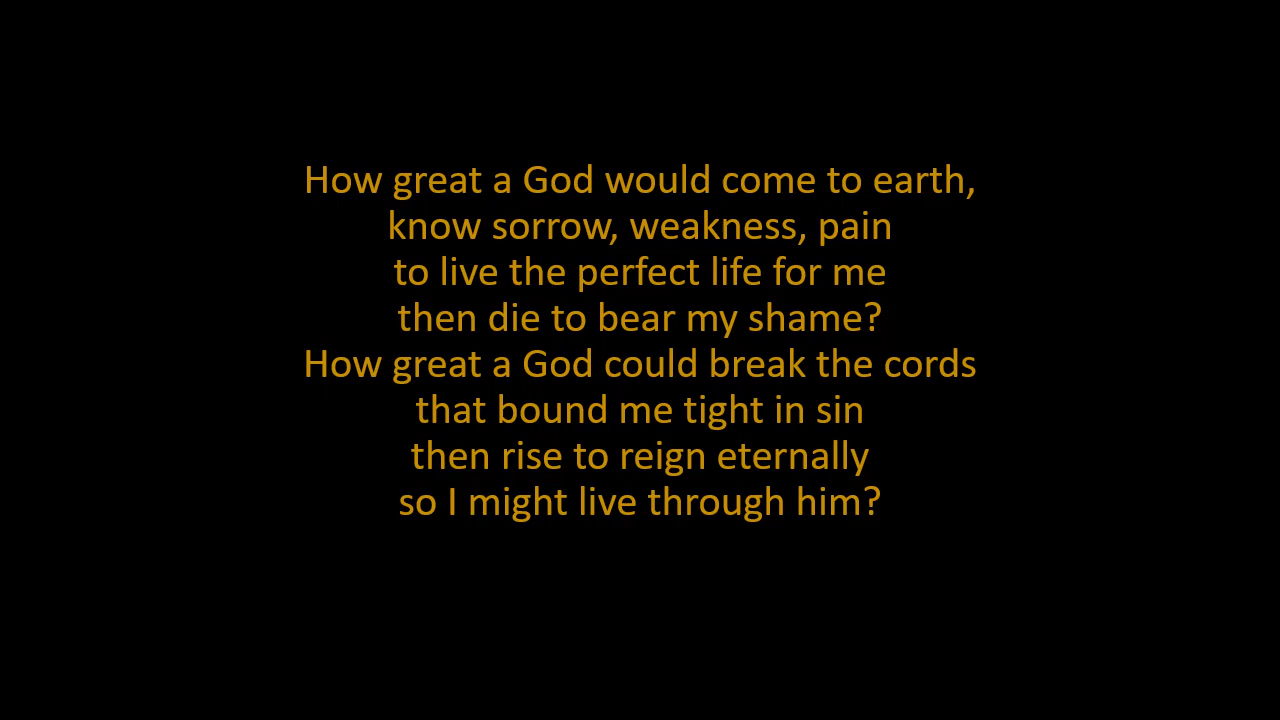 How great a God would come to earth,
know sorrow, weakness, pain
to live the perfect life for me
then die to bear my shame?
How great a God could break the cords
that bound me tight in sin
then rise to reign eternally
so I might live through him?